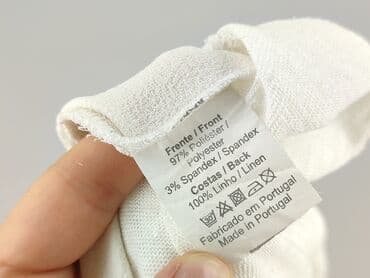 Frente / Front
97% Poliéster /
Polyester
3% Spandex / Spandex
Costas / Back
100% Linho / Linen
Fabricado em Portugal
Made in Portugal